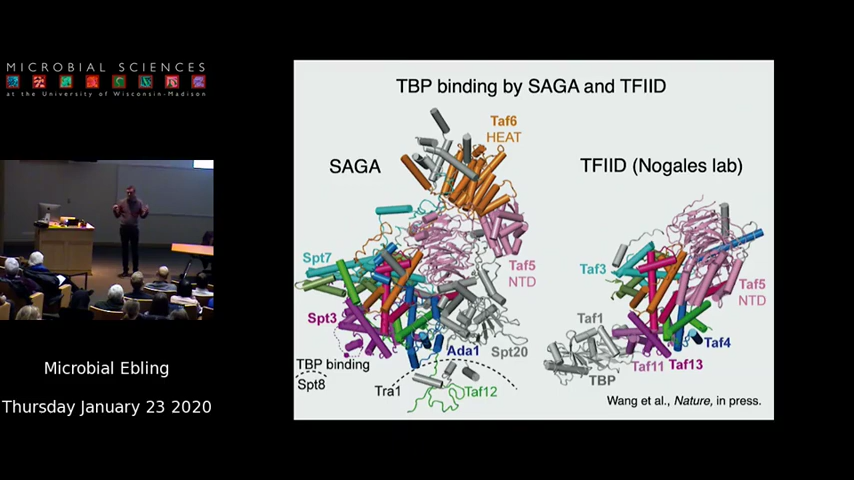 MICROBIAL SCIENCES
at the University of Wisconsin-Madison
Microbial Ebling
Thursday January 23 2020
TBP binding by SAGA and TFIID
SAGA
TFIID (Nogales lab)
Taf6
HEAT
Spt7
Taf5
NTD
Spt3
TBP binding
Spt8
Ada1
Spt20
Tra1
Taf12
Taf3
Taf5
NTD
Taf1
Taf4
Taf11
Taf13
TBP
Wang et al., Nature, in press.